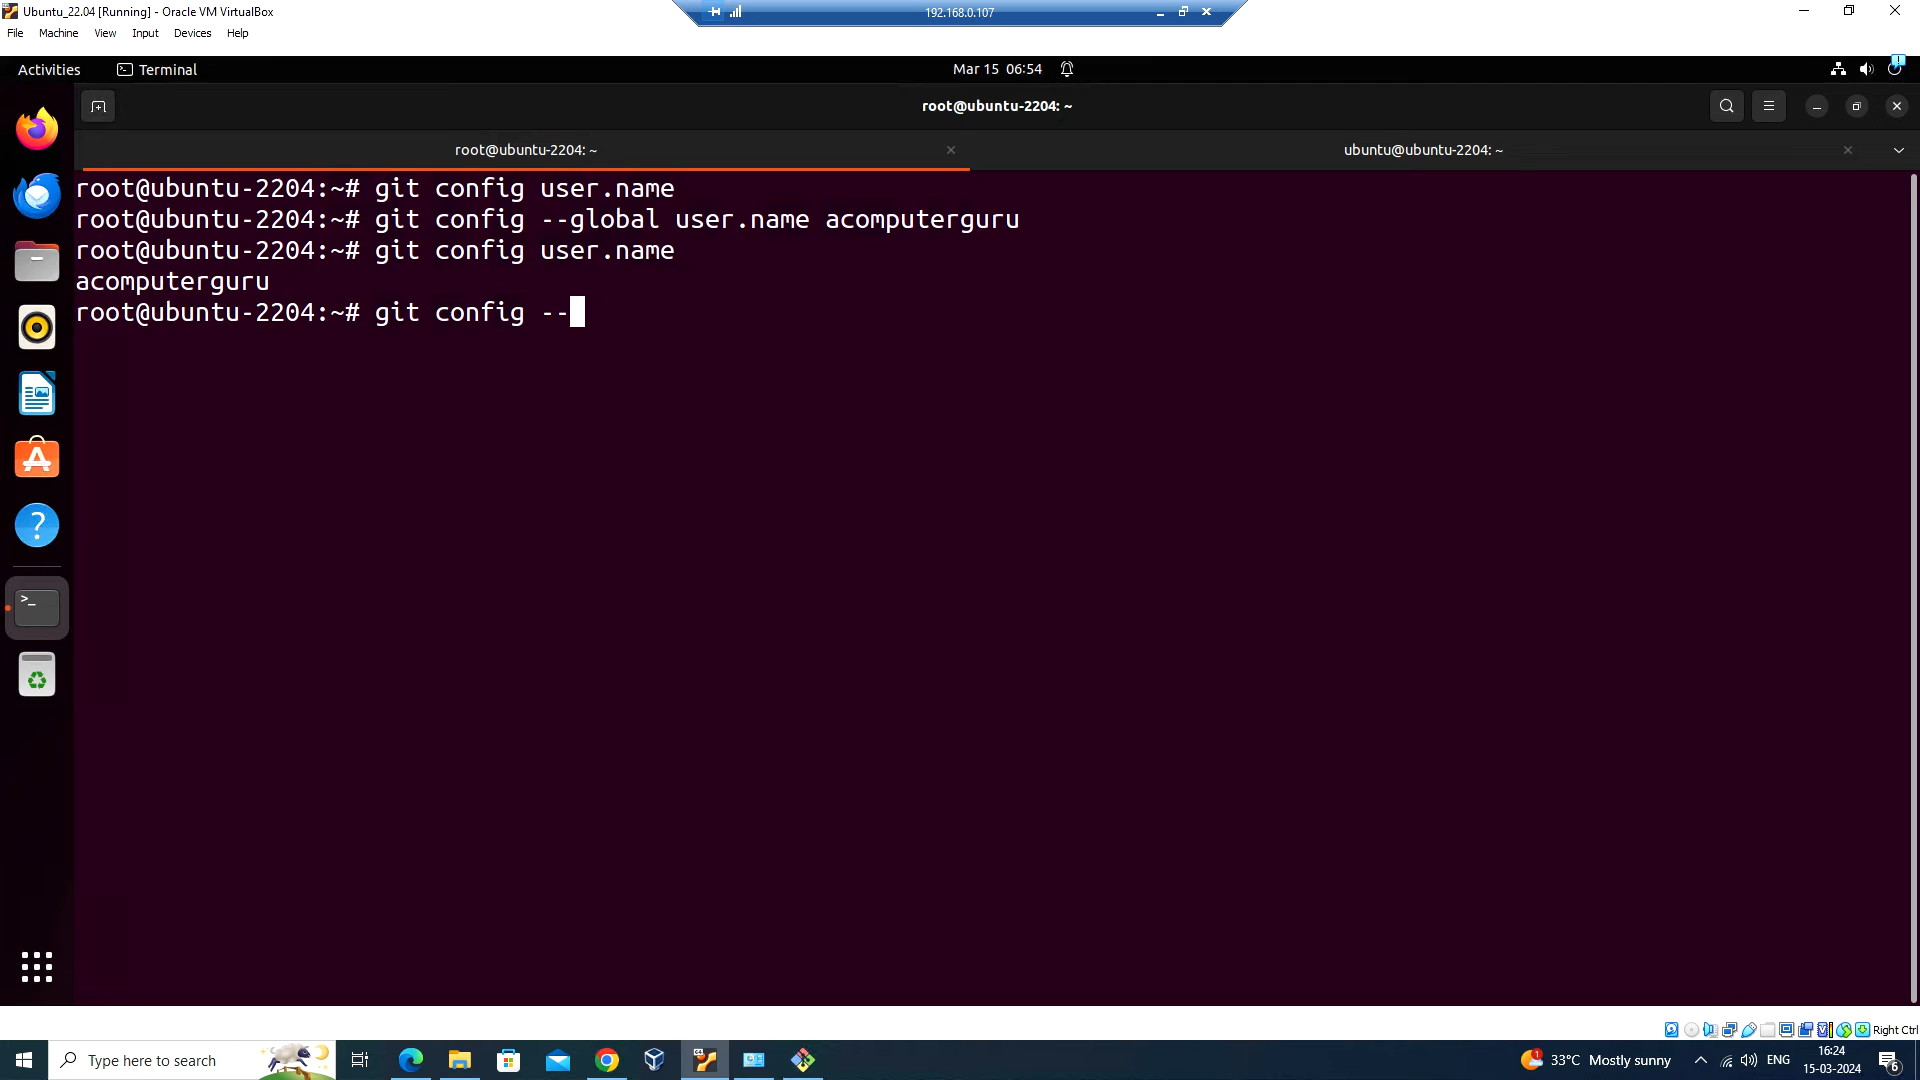 Ubuntu_22.04 [Running] - Oracle VM VirtualBox
192.168.0.107
File Machine View Input Devices Help
Activities Terminal Mar 15 06:54
root@ubuntu-2204: ~
root@ubuntu-2204: ~ ubuntu@ubuntu-2204: ~
root@ubuntu-2204:~# git config user.name
root@ubuntu-2204:~# git config --global user.name acomputerguru
root@ubuntu-2204:~# git config user.name
acomputerguru
root@ubuntu-2204:~# git config --
Right Ctrl
Type here to search
1 33°C Mostly sunny ENG
16:24
15-03-2024
6